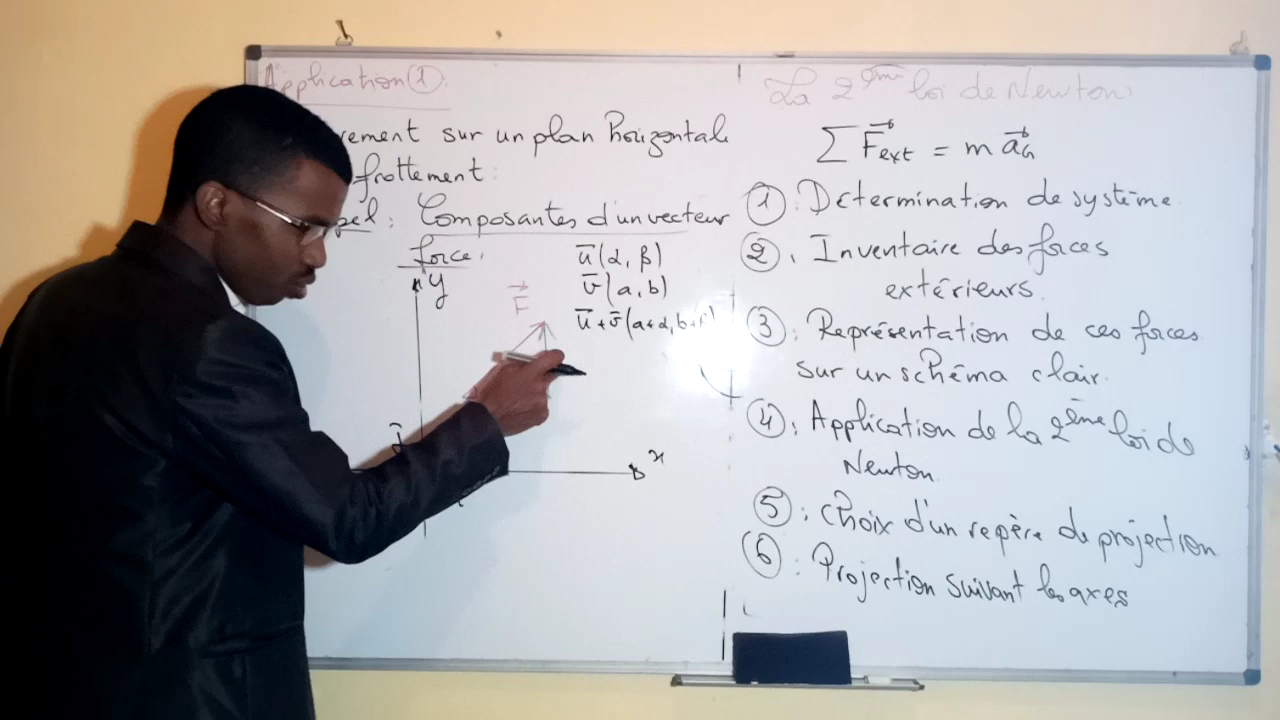 Application ①
rement sur un plan horizontale
frottement :
pel : Composantes d'un vecteur
force.
y
u(α, β)
v(a, b)
u + v(a+α, b+β)
F
j
x
La 2ème loi de Newton
∑ Fext = m aG
① : Détermination de système.
② . Inventaire des forces
extérieurs.
③ : Représentation de ces forces
sur un schéma clair.
④ : Application de la 2ème loi de
Newton.
⑤ : Choix d'un repère de projection
⑥ : Projection suivant les axes